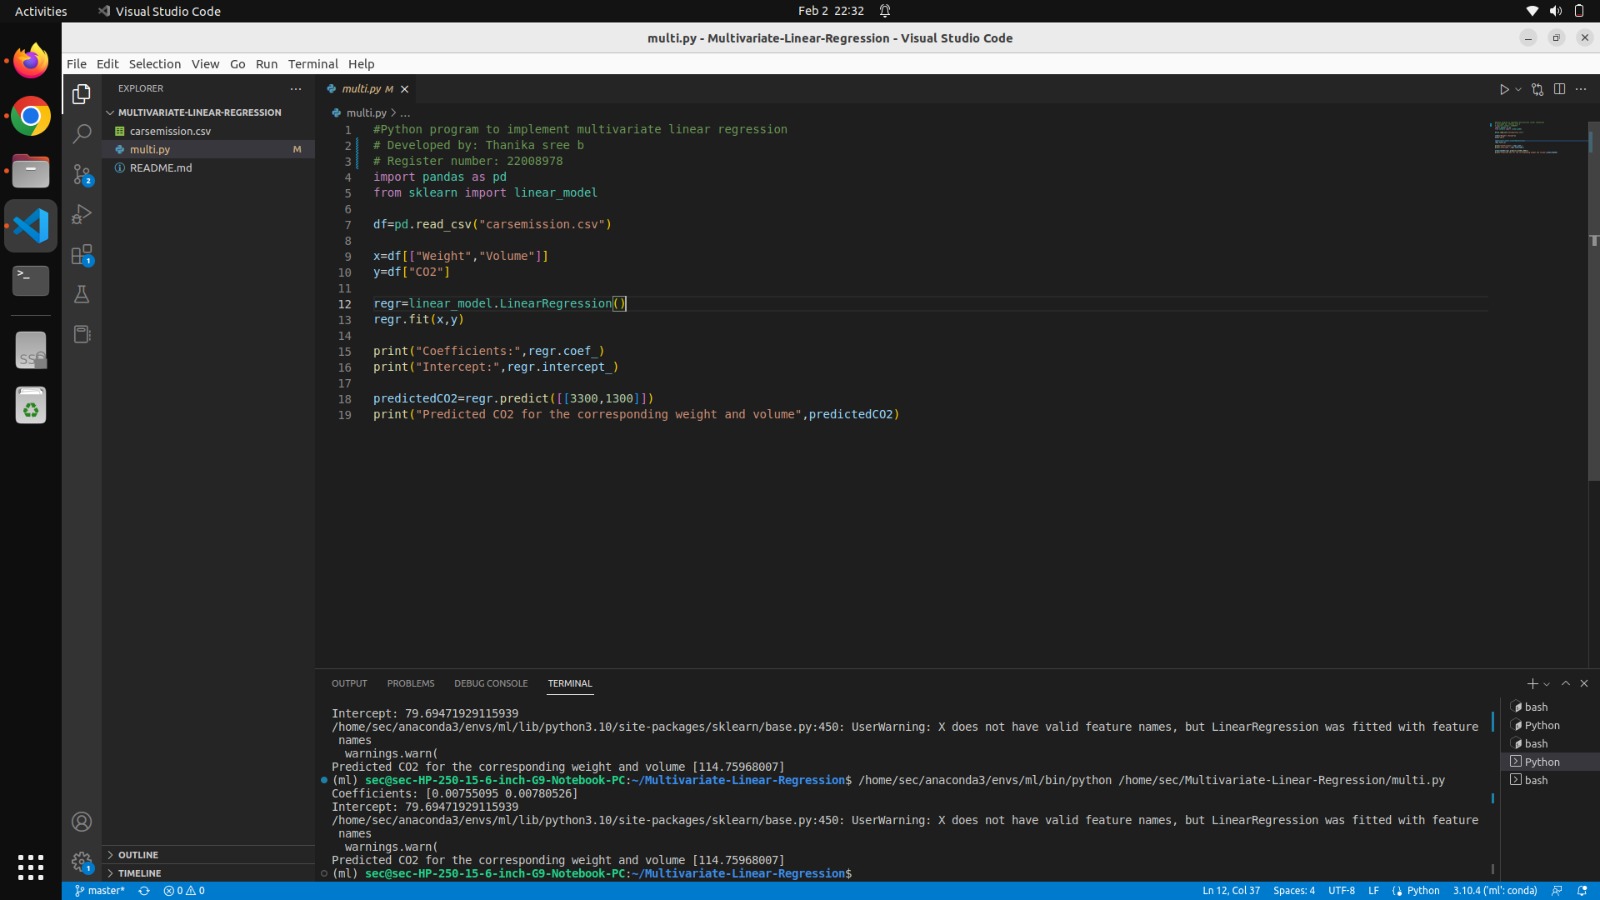 Activities
Visual Studio Code
Feb 2 22:32
multi.py - Multivariate-Linear-Regression - Visual Studio Code
File Edit Selection View Go Run Terminal Help
EXPLORER
MULTIVARIATE-LINEAR-REGRESSION
carsemission.csv
multi.py M
README.md
OUTLINE
TIMELINE
multi.py M
multi.py > ...
1 #Python program to implement multivariate linear regression
2 # Developed by: Thanika sree b
3 # Register number: 22008978
4 import pandas as pd
5 from sklearn import linear_model
6
7 df=pd.read_csv("carsemission.csv")
8
9 x=df[["Weight","Volume"]]
10 y=df["CO2"]
11
12 regr=linear_model.LinearRegression()
13 regr.fit(x,y)
14
15 print("Coefficients:",regr.coef_)
16 print("Intercept:",regr.intercept_)
17
18 predictedCO2=regr.predict([[3300,1300]])
19 print("Predicted CO2 for the corresponding weight and volume",predictedCO2)
OUTPUT PROBLEMS DEBUG CONSOLE TERMINAL
Intercept: 79.69471929115939
/home/sec/anaconda3/envs/ml/lib/python3.10/site-packages/sklearn/base.py:450: UserWarning: X does not have valid feature names, but LinearRegression was fitted with feature
names
warnings.warn(
Predicted CO2 for the corresponding weight and volume [114.75968007]
(ml) sec@sec-HP-250-15-6-inch-G9-Notebook-PC:~/Multivariate-Linear-Regression$ /home/sec/anaconda3/envs/ml/bin/python /home/sec/Multivariate-Linear-Regression/multi.py
Coefficients: [0.00755095 0.00780526]
Intercept: 79.69471929115939
/home/sec/anaconda3/envs/ml/lib/python3.10/site-packages/sklearn/base.py:450: UserWarning: X does not have valid feature names, but LinearRegression was fitted with feature
names
warnings.warn(
Predicted CO2 for the corresponding weight and volume [114.75968007]
(ml) sec@sec-HP-250-15-6-inch-G9-Notebook-PC:~/Multivariate-Linear-Regression$
bash
Python
bash
Python
bash
master* 0 0 Ln 12, Col 37 Spaces: 4 UTF-8 LF Python 3.10.4 ('ml': conda)